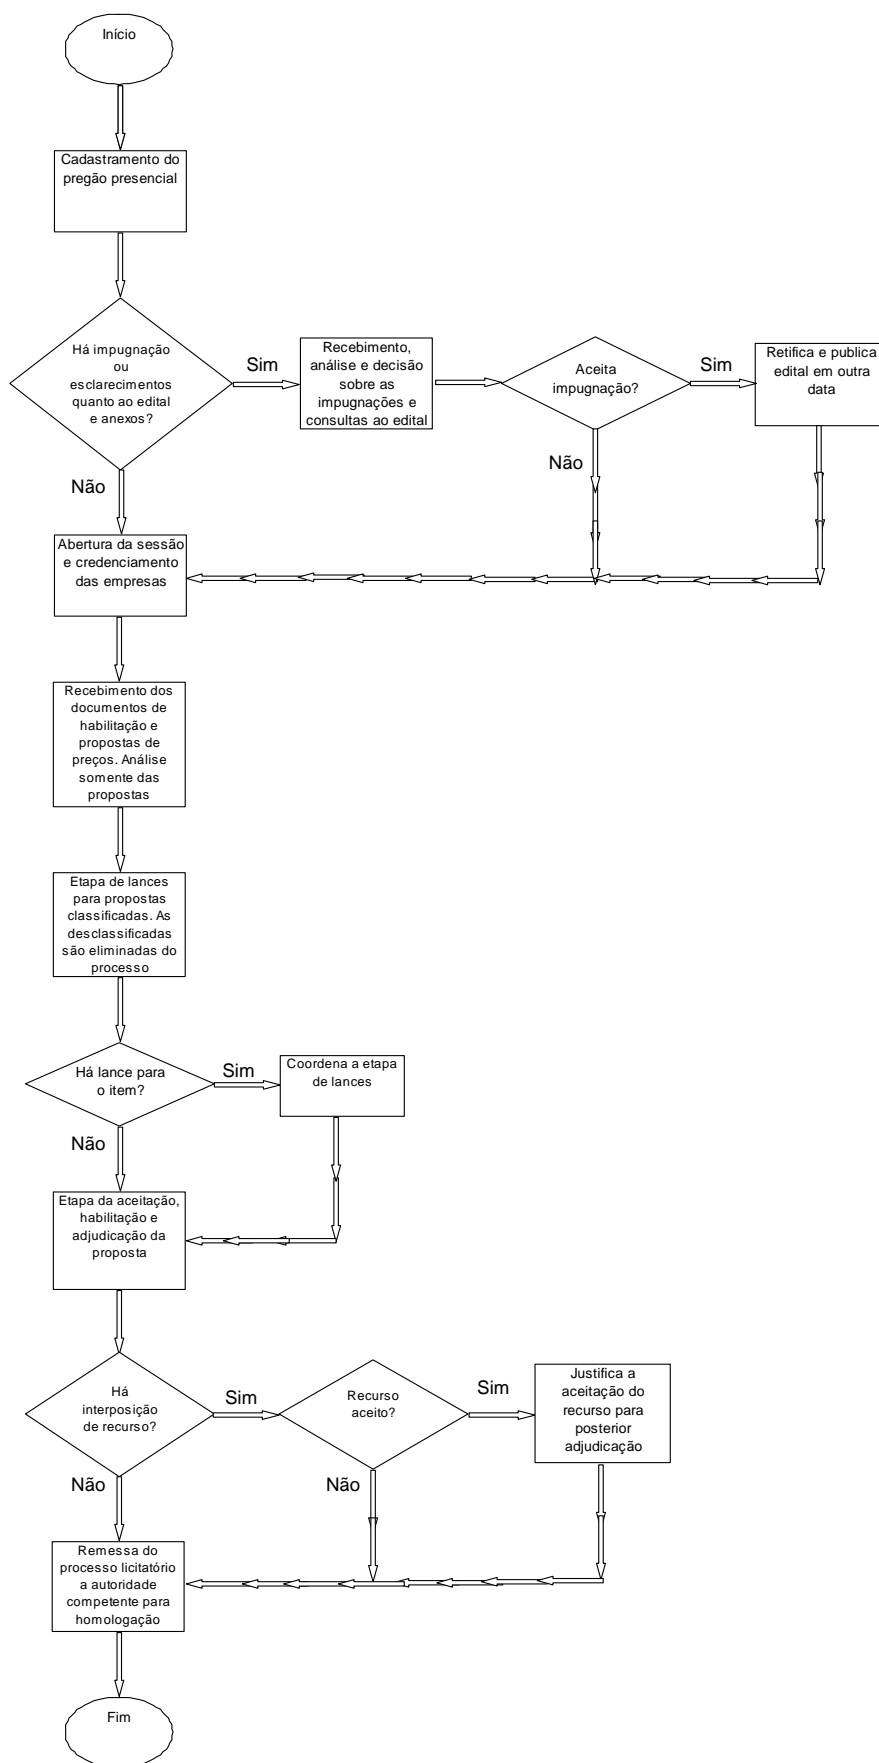 Início
Cadastramento do
pregão presencial
Há impugnação
ou
esclarecimentos
quanto ao edital
e anexos?
Sim
Recebimento,
análise e decisão
sobre as
impugnações e
consultas ao edital
Aceita
impugnação?
Sim
Retifica e publica
edital em outra
data
Não
Não
Abertura da sessão
e credenciamento
das empresas
Recebimento dos
documentos de
habilitação e
propostas de
preços. Análise
somente das
propostas
Etapa de lances
para propostas
classificadas. As
desclassificadas
são eliminadas do
processo
Há lance para
o item?
Sim
Coordena a etapa
de lances
Não
Etapa da aceitação,
habilitação e
adjudicação da
proposta
Há
interposição
de recurso?
Sim
Recurso
aceito?
Sim
Justifica a
aceitação do
recurso para
posterior
adjudicação
Não
Não
Remessa do
processo licitatório
a autoridade
competente para
homologação
Fim